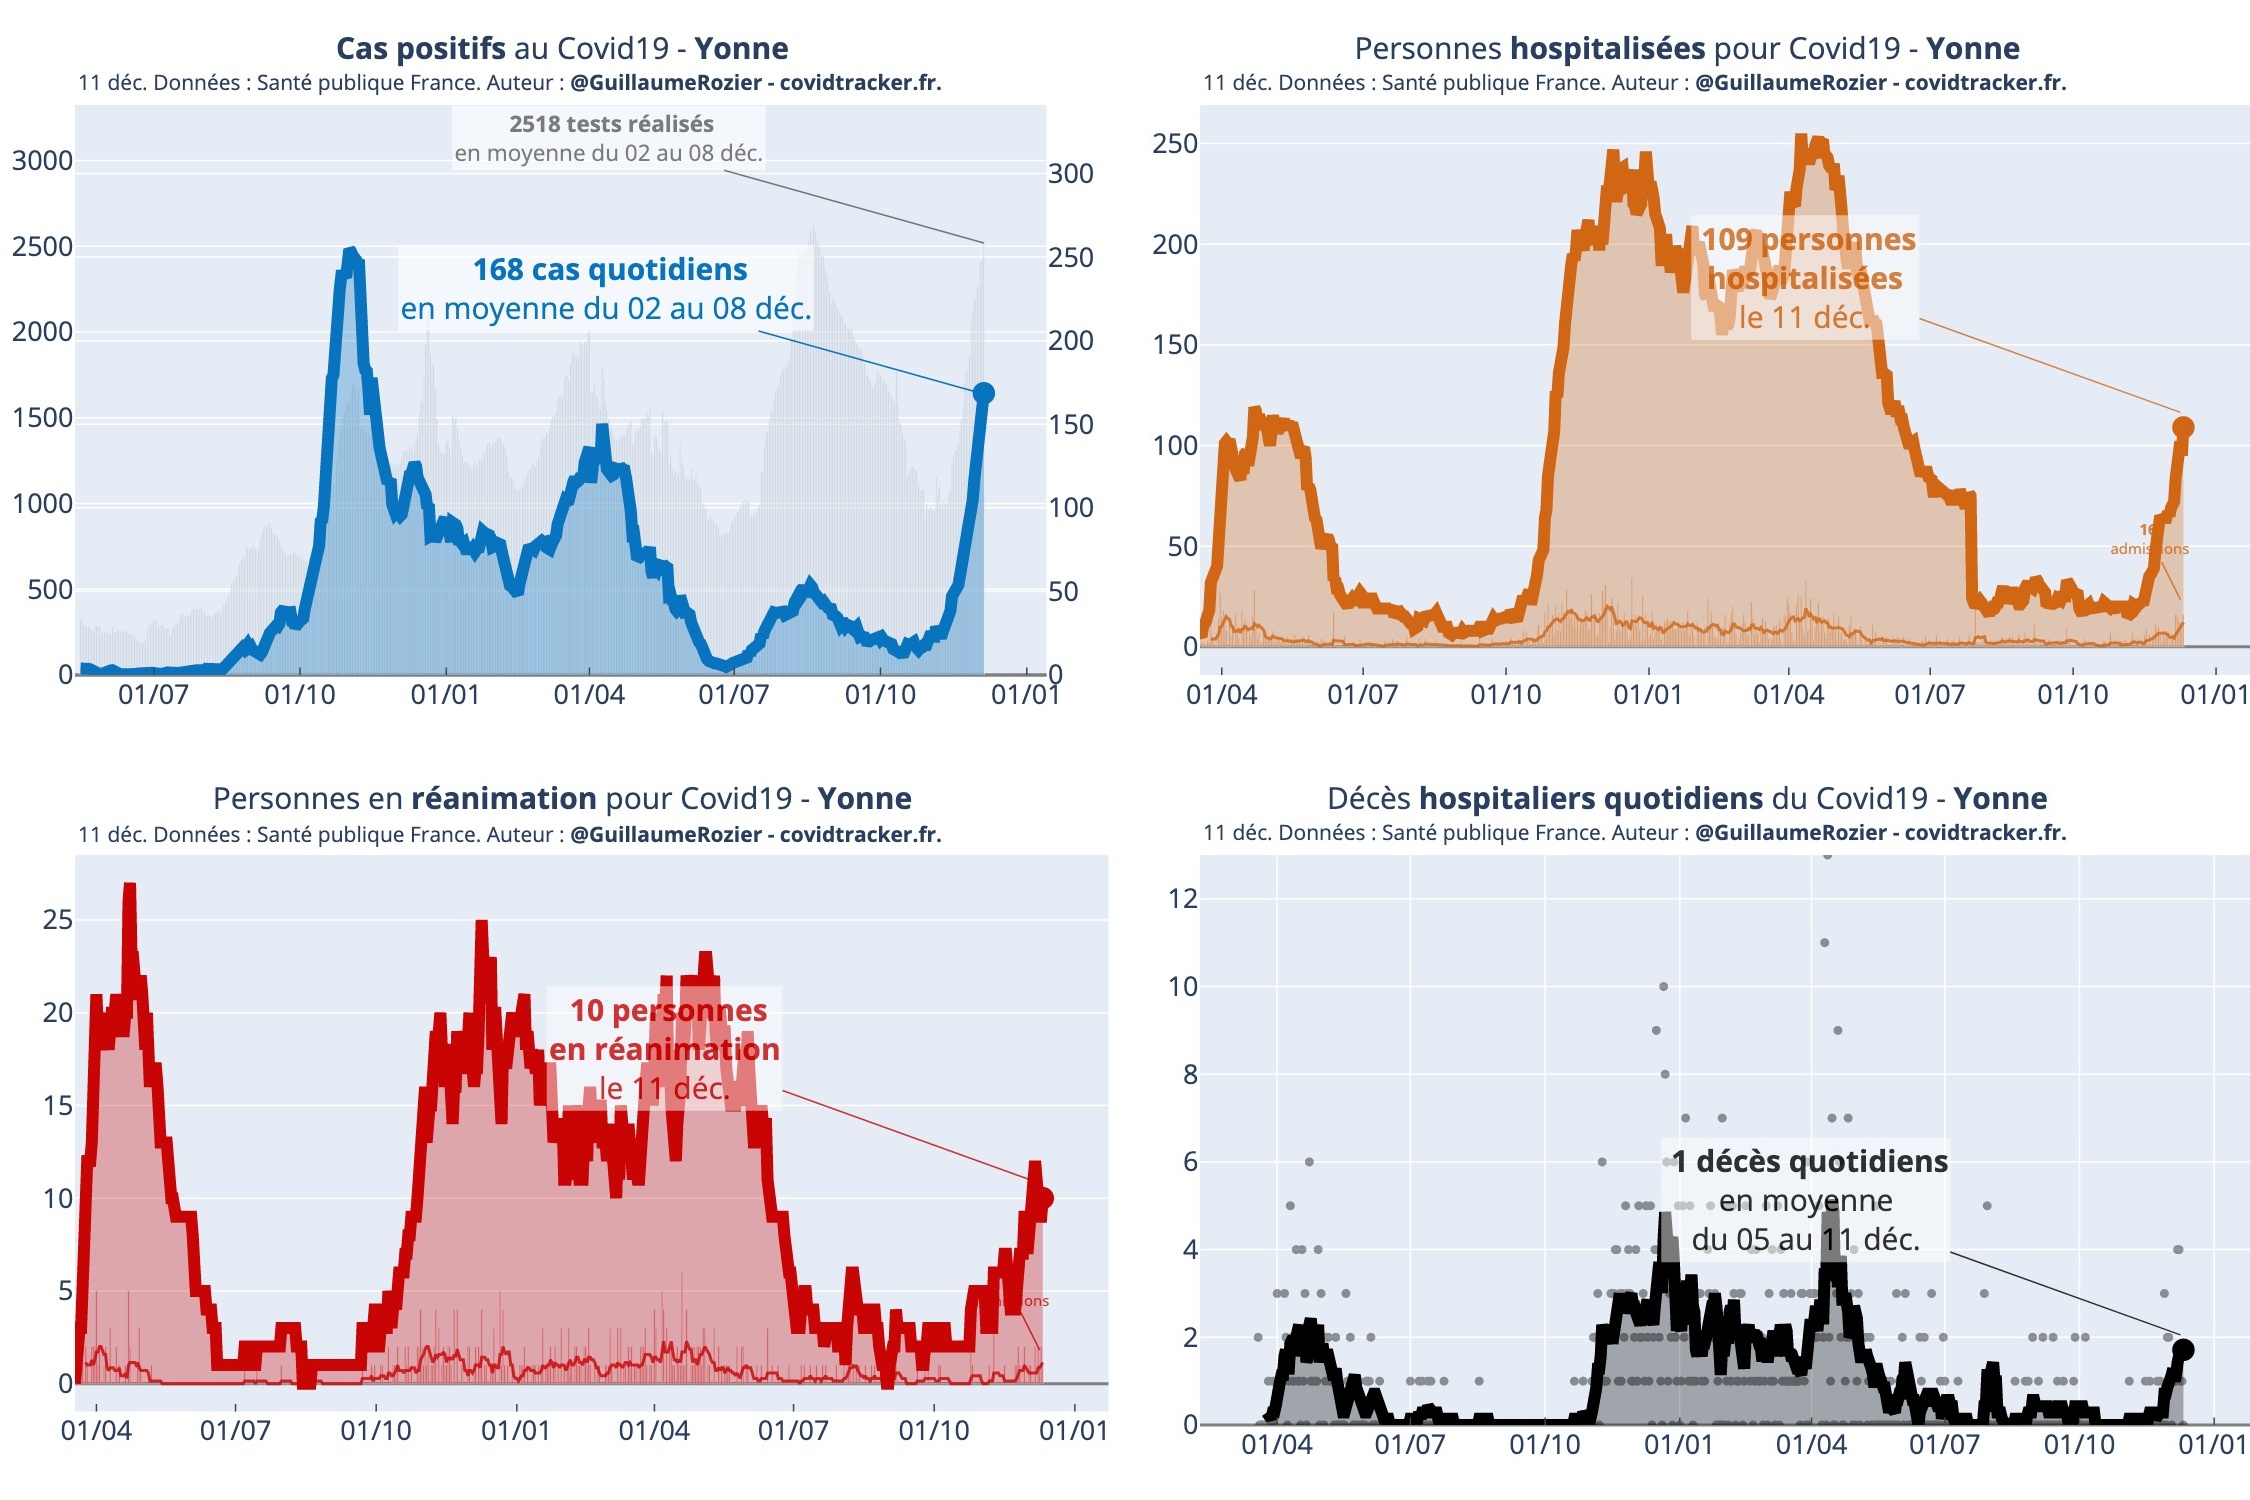 Cas positifs au Covid19 - Yonne
11 déc. Données : Santé publique France. Auteur : @GuillaumeRozier - covidtracker.fr.
2518 tests réalisés
en moyenne du 02 au 08 déc.
168 cas quotidiens
en moyenne du 02 au 08 déc.
3000
2500
2000
1500
1000
500
0
300
250
200
150
100
50
0
01/07 01/10 01/01 01/04 01/07 01/10 01/01
Personnes hospitalisées pour Covid19 - Yonne
11 déc. Données : Santé publique France. Auteur : @GuillaumeRozier - covidtracker.fr.
109 personnes
hospitalisées
le 11 déc.
admissions
250
200
150
100
50
0
01/04 01/07 01/10 01/01 01/04 01/07 01/10 01/01
Personnes en réanimation pour Covid19 - Yonne
11 déc. Données : Santé publique France. Auteur : @GuillaumeRozier - covidtracker.fr.
10 personnes
en réanimation
le 11 déc.
25
20
15
10
5
0
01/04 01/07 01/10 01/01 01/04 01/07 01/10 01/01
Décès hospitaliers quotidiens du Covid19 - Yonne
11 déc. Données : Santé publique France. Auteur : @GuillaumeRozier - covidtracker.fr.
1 décès quotidiens
en moyenne
du 05 au 11 déc.
12
10
8
6
4
2
0
01/04 01/07 01/10 01/01 01/04 01/07 01/10 01/01